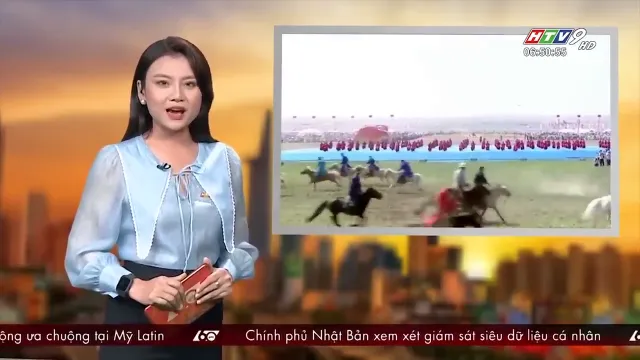 HTV9 HD
06:50:55
ộng ưa chuộng tại Mỹ Latin 60 Chính phủ Nhật Bản xem xét giám sát siêu dữ liệu cá nhân